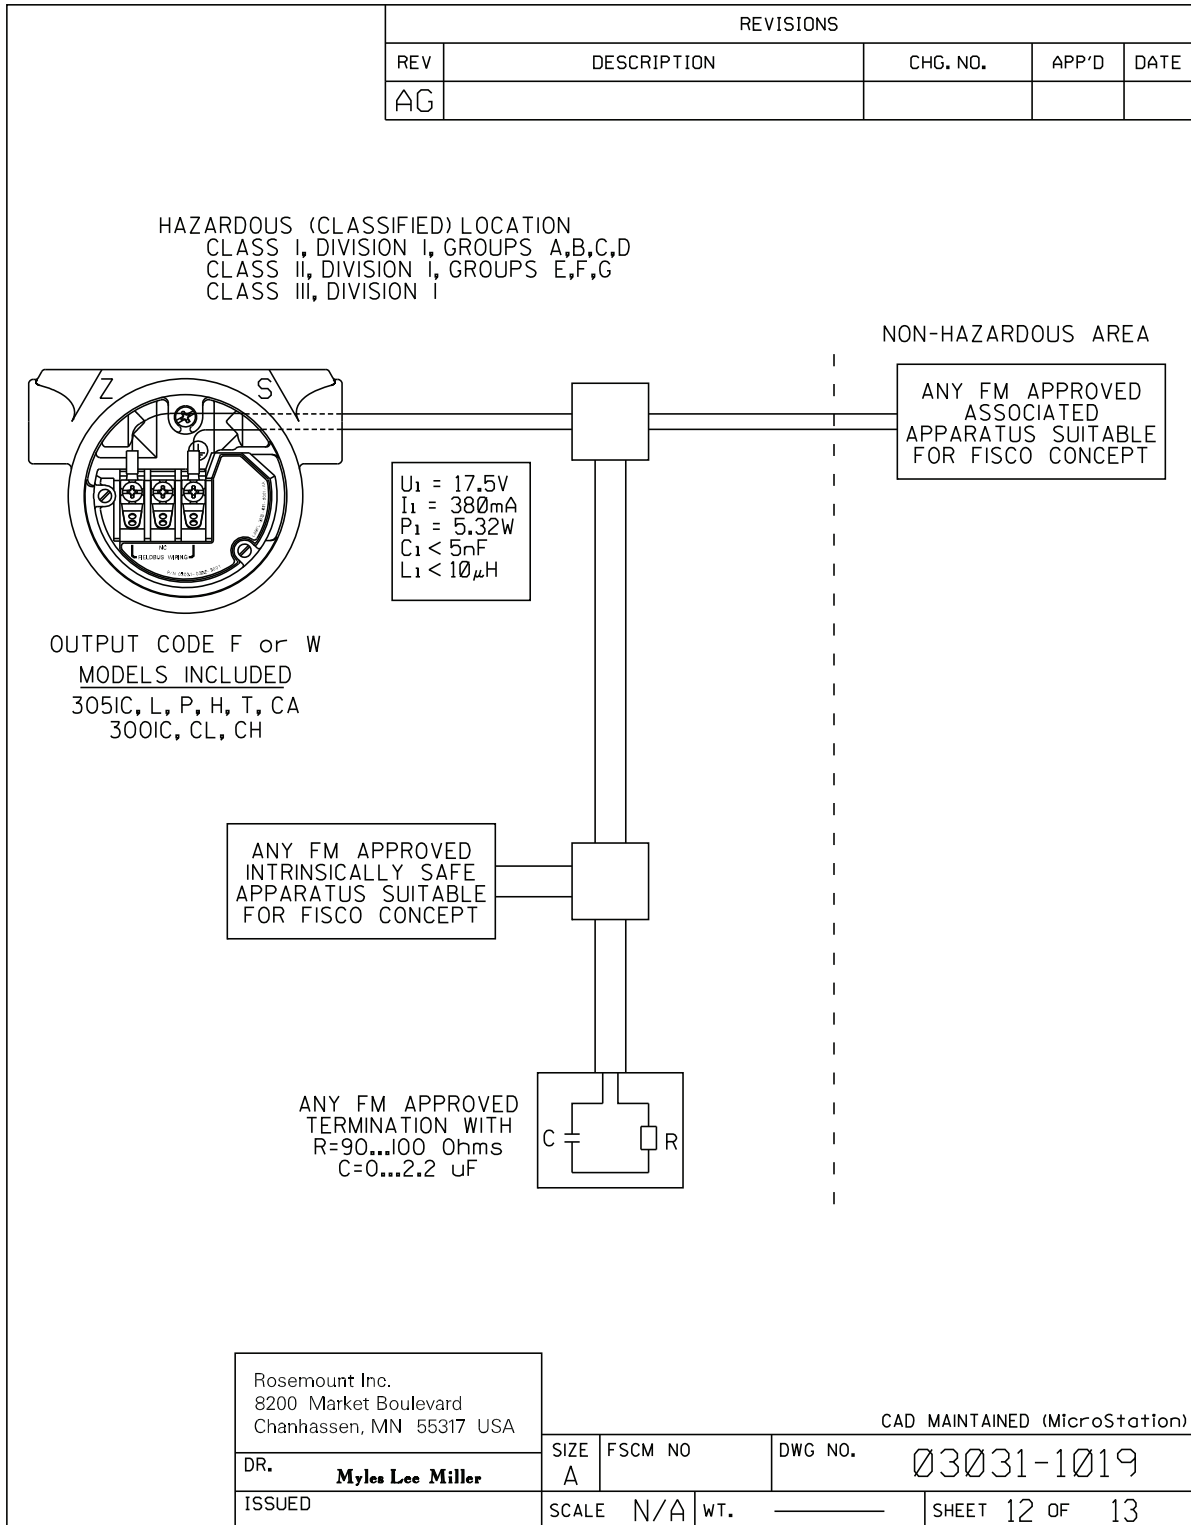 REVISIONS
REV DESCRIPTION CHG. NO. APP'D DATE
AG
HAZARDOUS (CLASSIFIED) LOCATION
CLASS I, DIVISION I, GROUPS A,B,C,D
CLASS II, DIVISION I, GROUPS E,F,G
CLASS III, DIVISION I
NON-HAZARDOUS AREA
ANY FM APPROVED
ASSOCIATED
APPARATUS SUITABLE
FOR FISCO CONCEPT
Z S
NC
FIELDBUS WIRING
U1 = 17.5V
I1 = 380mA
P1 = 5.32W
C1 < 5nF
L1 < 10µH
OUTPUT CODE F or W
MODELS INCLUDED
3051C, L, P, H, T, CA
3001C, CL, CH
ANY FM APPROVED
INTRINSICALLY SAFE
APPARATUS SUITABLE
FOR FISCO CONCEPT
ANY FM APPROVED
TERMINATION WITH
R=90...100 Ohms
C=0...2.2 uF
C R
Rosemount Inc.
8200 Market Boulevard
Chanhassen, MN 55317 USA
CAD MAINTAINED (MicroStation)
DR. Myles Lee Miller
SIZE A
FSCM NO
DWG NO. 03031-1019
ISSUED
SCALE N/A
WT.
SHEET 12 OF 13